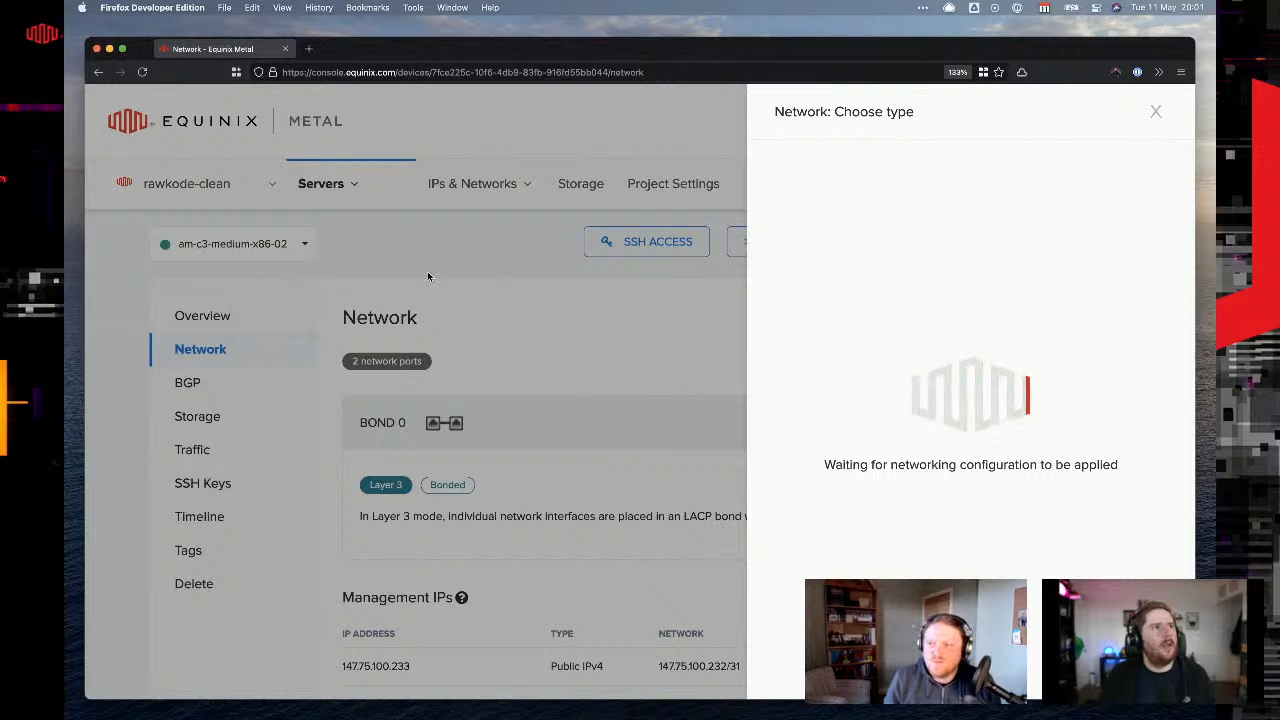 Firefox Developer Edition File Edit View History Bookmarks Tools Window Help Tue 11 May 20:01
Network - Equinix Metal
https://console.equinix.com/devices/7fce225c-10f6-4db9-83fb-916fd55bb044/network 133%
EQUINIX METAL
Network: Choose type X
rawkode-clean Servers IPs & Networks Storage Project Settings
am-c3-medium-x86-02 SSH ACCESS
Overview
Network
BGP
Storage
Traffic
SSH Keys
Timeline
Tags
Delete
Network
2 network ports
BOND 0
Layer 3 Bonded
In Layer 3 mode, individual network interfaces are placed in an LACP bond
Management IPs ?
IP ADDRESS TYPE NETWORK
147.75.100.233 Public IPv4 147.75.100.232/31
Waiting for networking configuration to be applied